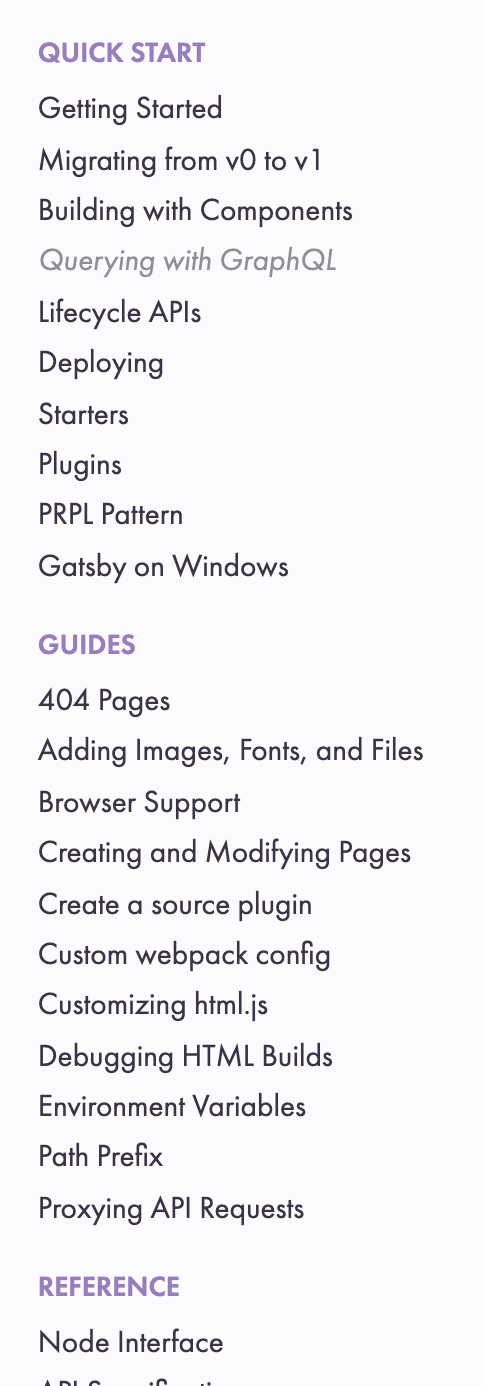 QUICK START
Getting Started
Migrating from v0 to v1
Building with Components
Querying with GraphQL
Lifecycle APIs
Deploying
Starters
Plugins
PRPL Pattern
Gatsby on Windows
GUIDES
404 Pages
Adding Images, Fonts, and Files
Browser Support
Creating and Modifying Pages
Create a source plugin
Custom webpack config
Customizing html.js
Debugging HTML Builds
Environment Variables
Path Prefix
Proxying API Requests
REFERENCE
Node Interface